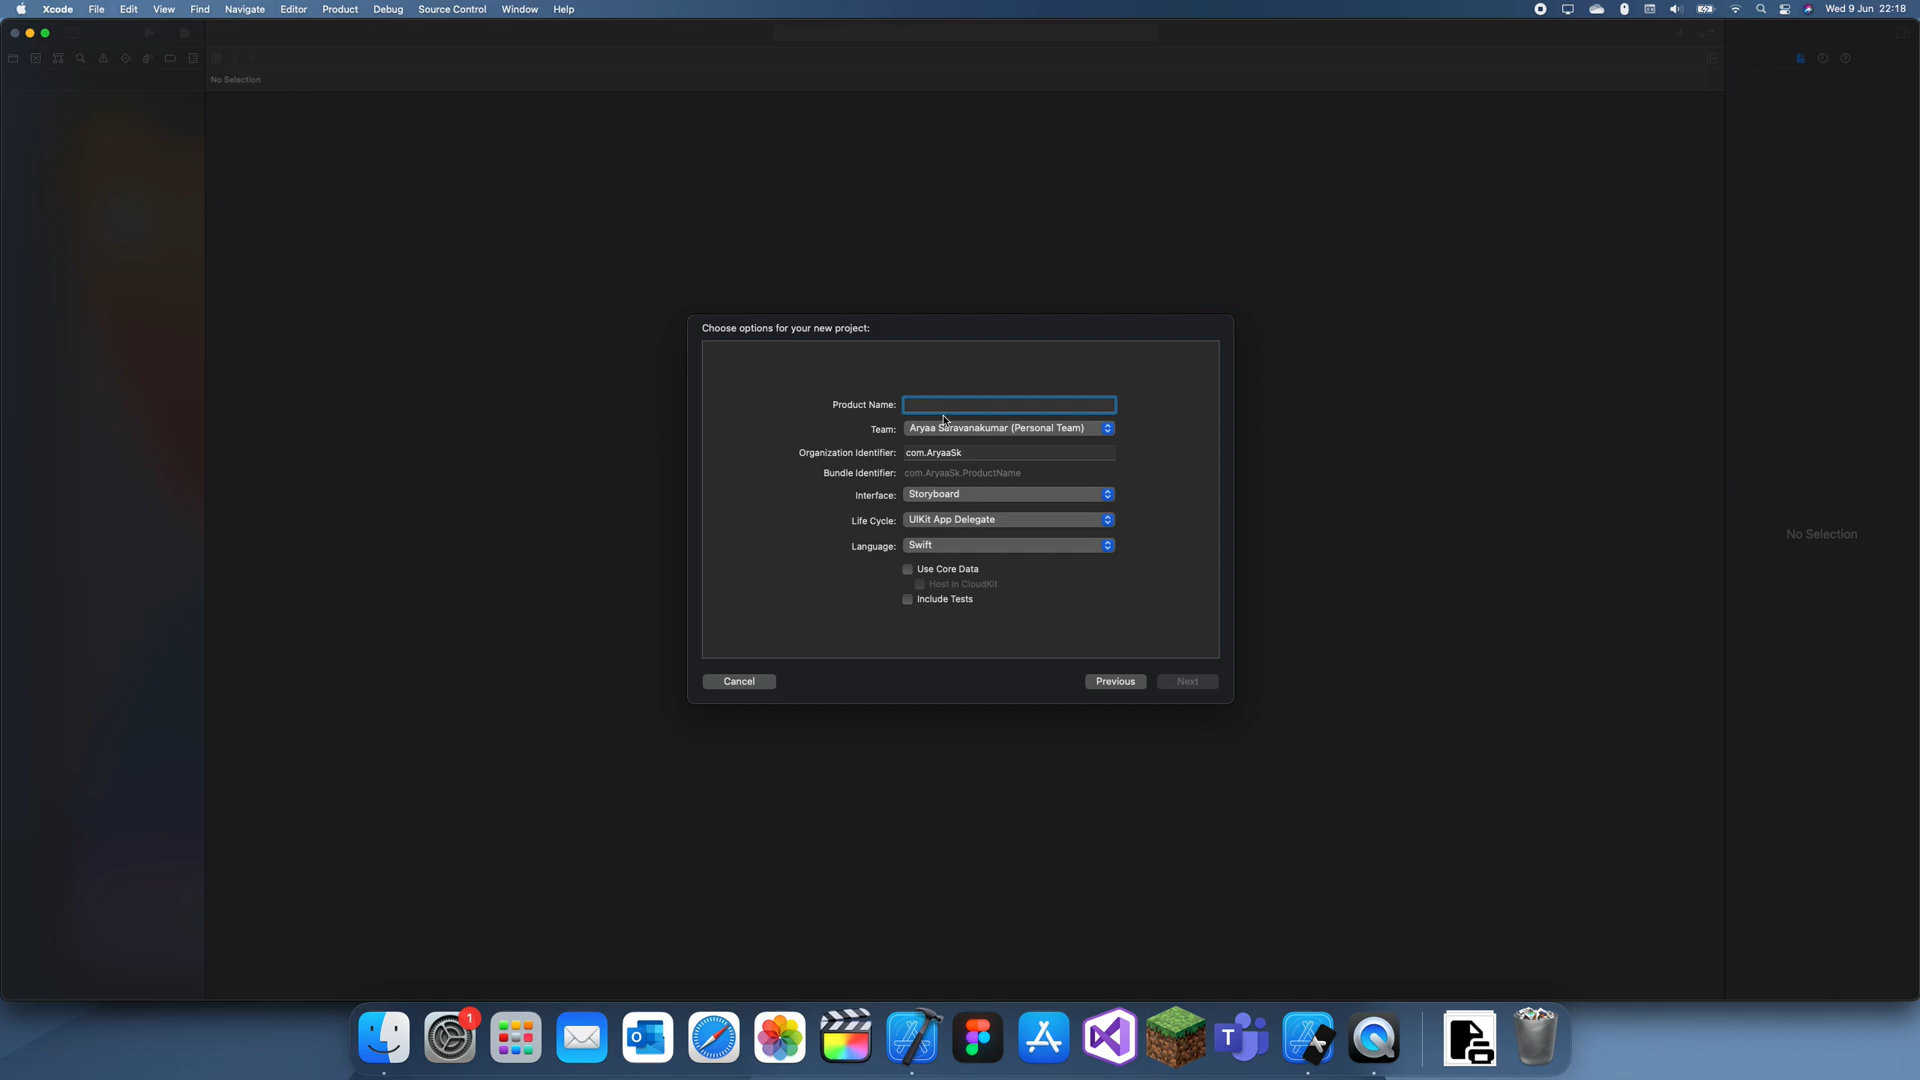 Xcode File Edit View Find Navigate Editor Product Debug Source Control Window Help Wed 9 Jun 22:18
No Selection
Choose options for your new project:
Product Name:
Team: Aryaa Saravanakumar (Personal Team)
Organization Identifier: com.AryaaSk
Bundle Identifier: com.AryaaSk.ProductName
Interface: Storyboard
Life Cycle: UIKit App Delegate
No Selection
Language: Swift
Use Core Data
Host in CloudKit
Include Tests
Cancel Previous Next
1